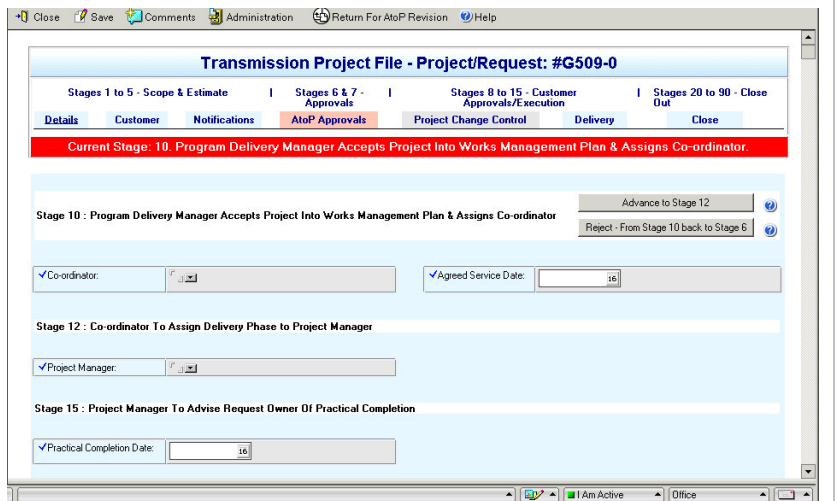 Close Save Comments Administration Return For AtoP Revision Help
Transmission Project File - Project/Request: #G509-0
Stages 1 to 5 - Scope & Estimate | Stages 6 & 7 - Approvals | Stages 8 to 15 - Customer Approvals/Execution | Stages 20 to 90 - Close Out
Details Customer Notifications AtoP Approvals Project Change Control Delivery Close
Current Stage: 10. Program Delivery Manager Accepts Project Into Works Management Plan & Assigns Co-ordinator.
Advance to Stage 12
Stage 10 : Program Delivery Manager Accepts Project Into Works Management Plan & Assigns Co-ordinator
Reject - From Stage 10 back to Stage 6
Co-ordinator: Agreed Service Date: 16
Stage 12 : Co-ordinator To Assign Delivery Phase to Project Manager
Project Manager:
Stage 15 : Project Manager To Advise Request Owner Of Practical Completion
Practical Completion Date: 16
I Am Active Office